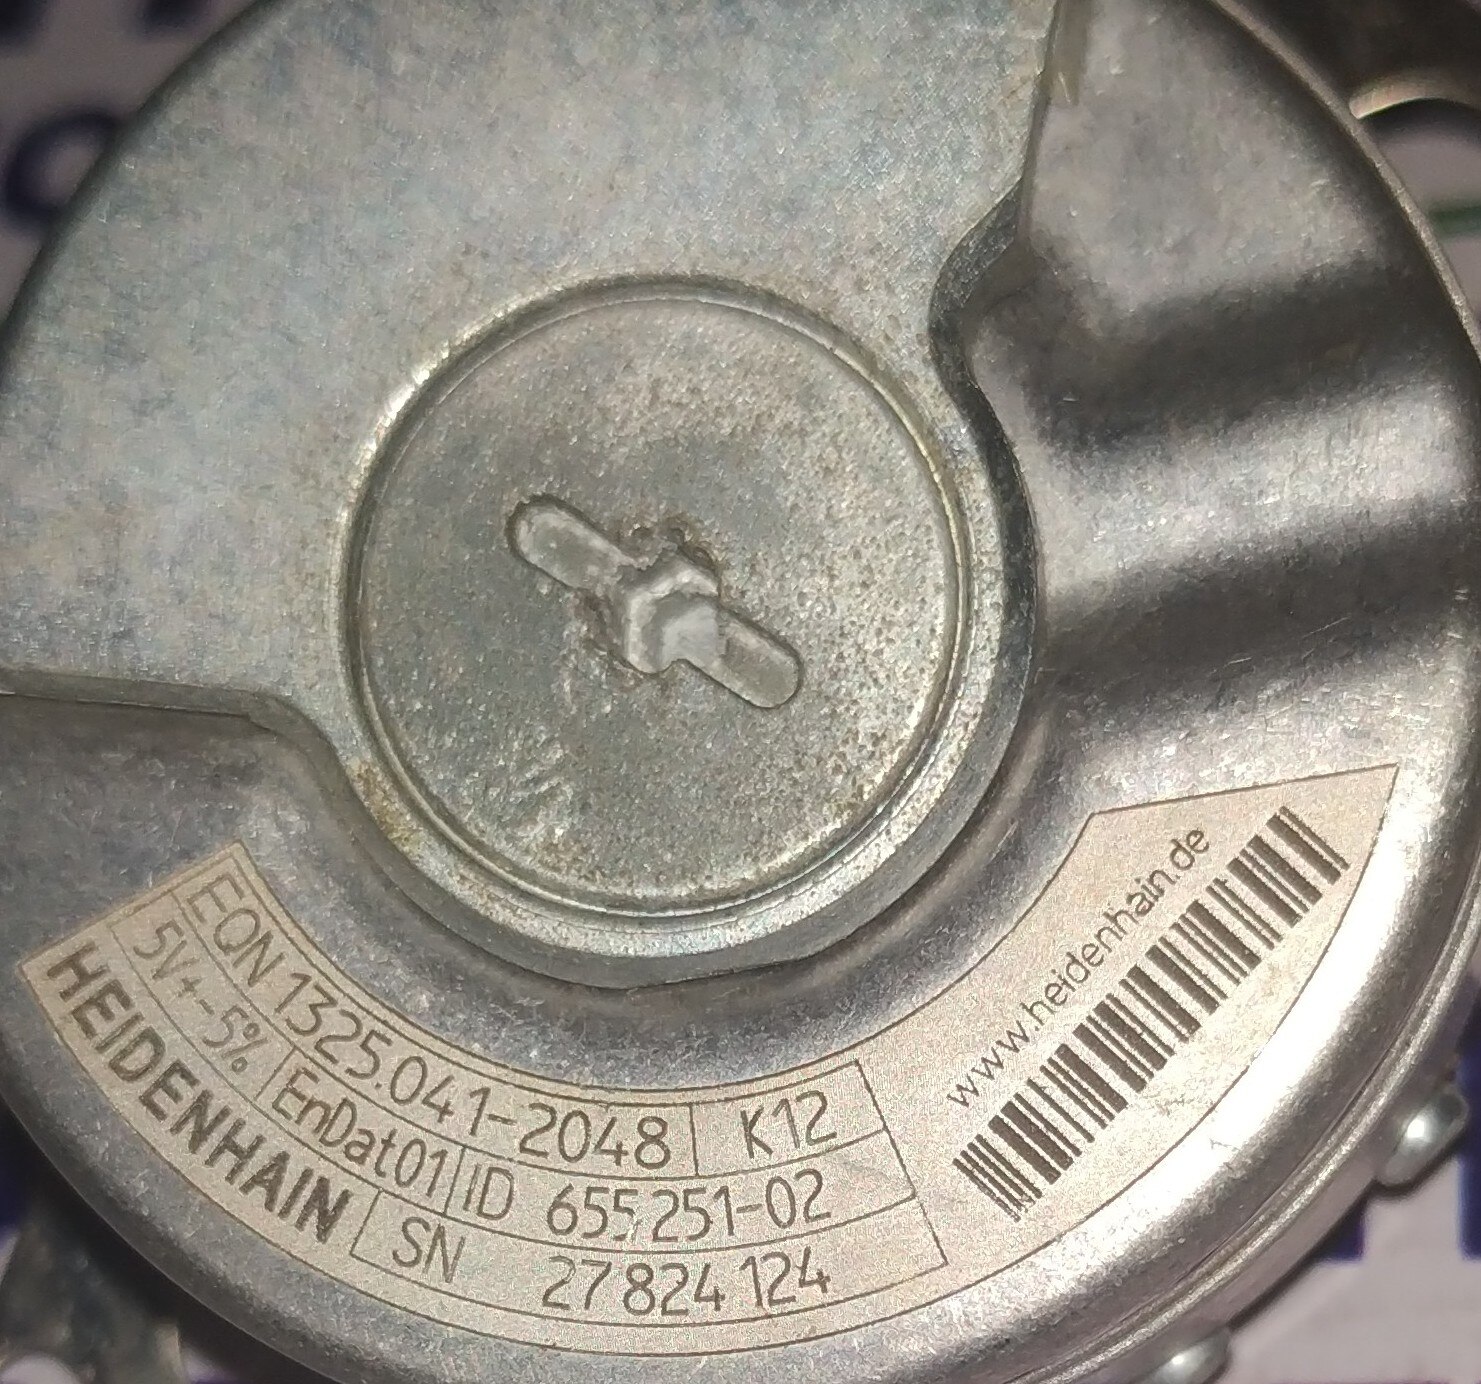 EQN 1325.041-2048 K12
5V+-5% EnDat01 ID 655251-02
HEIDENHAIN SN 27 824 124
www.heidenhain.de